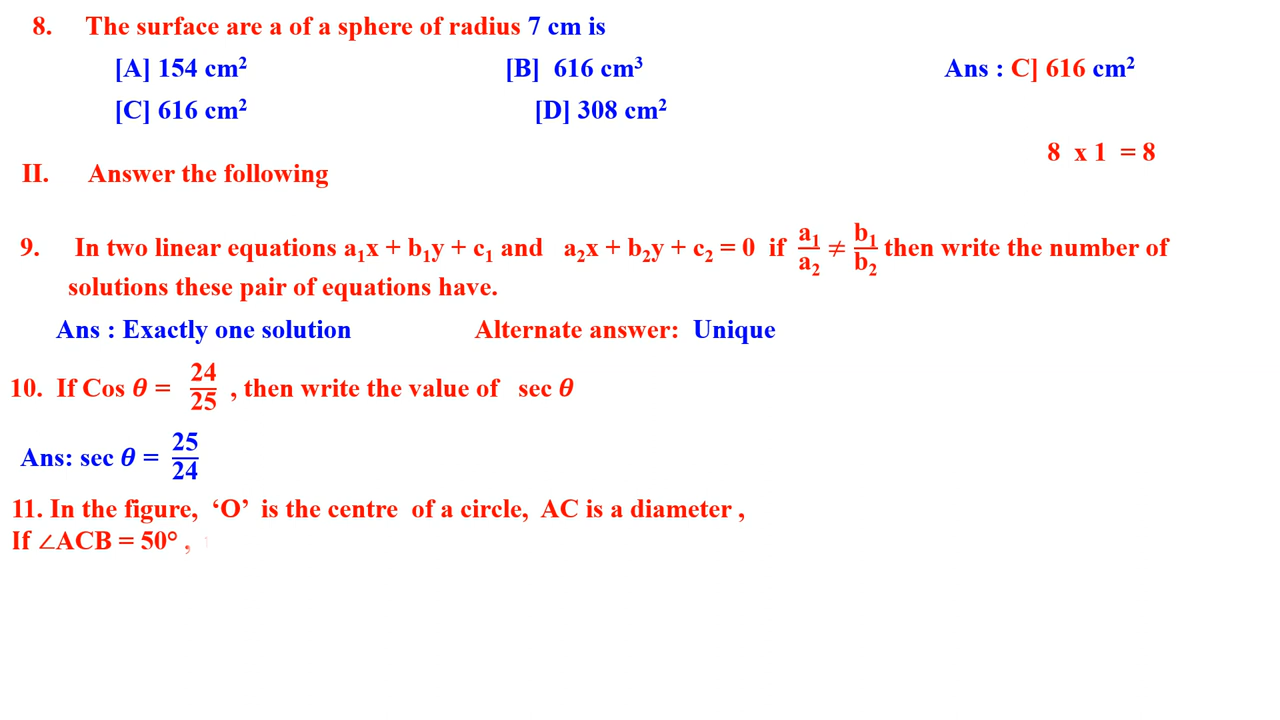 8. The surface are a of a sphere of radius 7 cm is
[A] 154 cm² [B] 616 cm³ Ans : C] 616 cm²
[C] 616 cm² [D] 308 cm²
8 x 1 = 8
II. Answer the following
9. In two linear equations a₁x + b₁y + c₁ and a₂x + b₂y + c₂ = 0 if a₁/a₂ ≠ b₁/b₂ then write the number of
solutions these pair of equations have.
Ans : Exactly one solution Alternate answer: Unique
10. If Cos θ = 24/25 , then write the value of sec θ
Ans: sec θ = 25/24
11. In the figure, ‘O’ is the centre of a circle, AC is a diameter ,
If ∠ACB = 50° ,